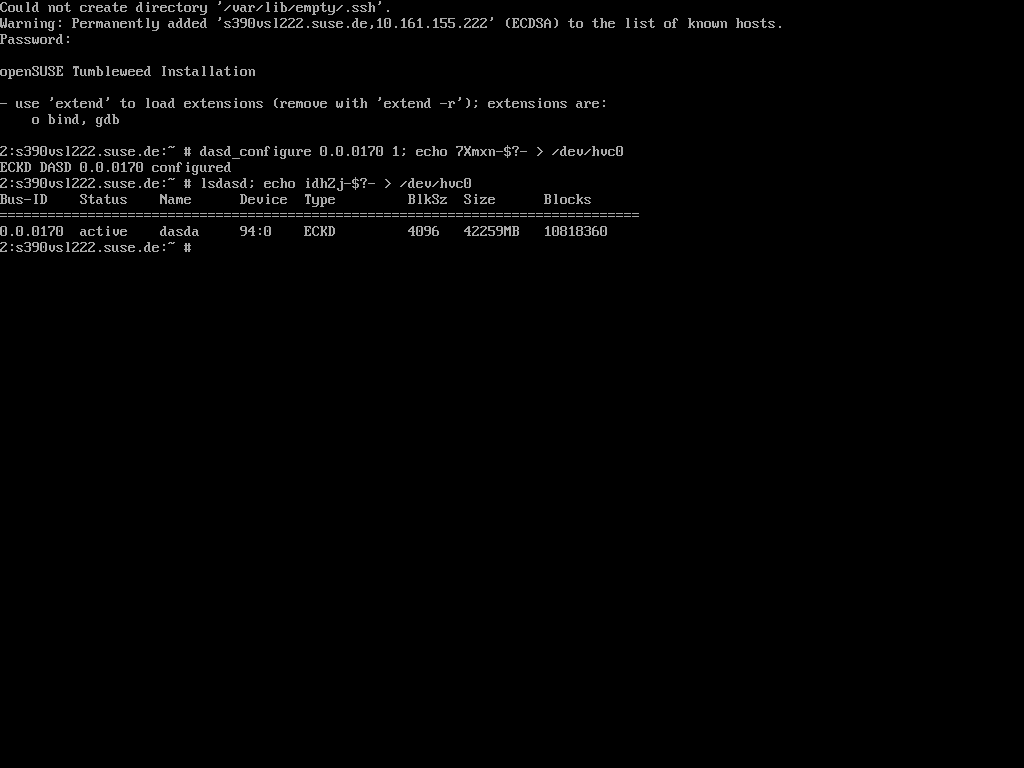 Could not create directory '/var/lib/empty/.ssh'.
Warning: Permanently added 's390vsl222.suse.de,10.161.155.222' (ECDSA) to the list of known hosts.
Password:
openSUSE Tumbleweed Installation
- use 'extend' to load extensions (remove with 'extend -r'); extensions are:
o bind, gdb
2:s390vsl222.suse.de:~ # dasd_configure 0.0.0170 1; echo 7Xmxn-$?- > /dev/hvc0
ECKD DASD 0.0.0170 configured
2:s390vsl222.suse.de:~ # lsdasd; echo idhZj-$?- > /dev/hvc0
Bus-ID    Status    Name      Device  Type         BlkSz  Size      Blocks
================================================================================
0.0.0170  active    dasda     94:0    ECKD         4096   42259MB   10818360
2:s390vsl222.suse.de:~ #